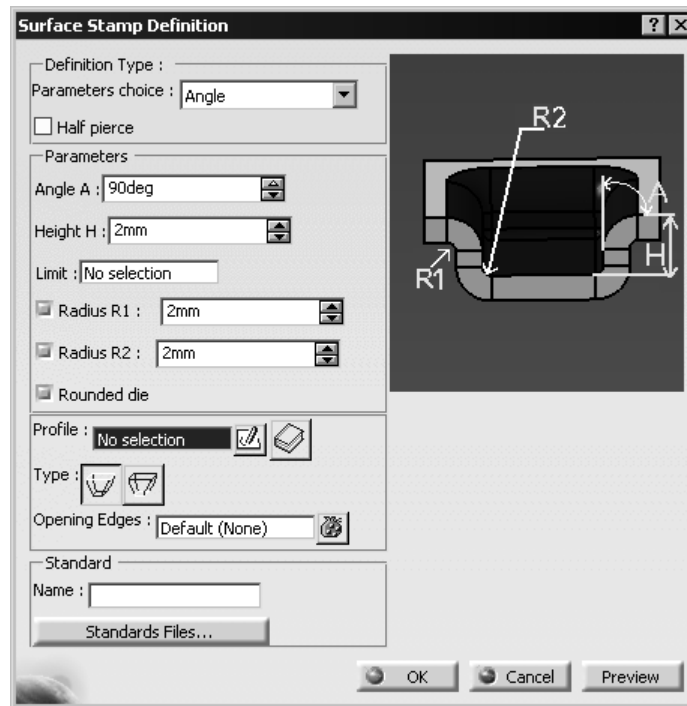 Surface Stamp Definition
Definition Type :
Parameters choice : Angle
Half pierce
Parameters
Angle A : 90deg
Height H : 2mm
Limit : No selection
Radius R1 : 2mm
Radius R2 : 2mm
Rounded die
Profile : No selection
Type :
Opening Edges : Default (None)
Standard
Name :
Standards Files...
R2
A
H
R1
OK Cancel Preview